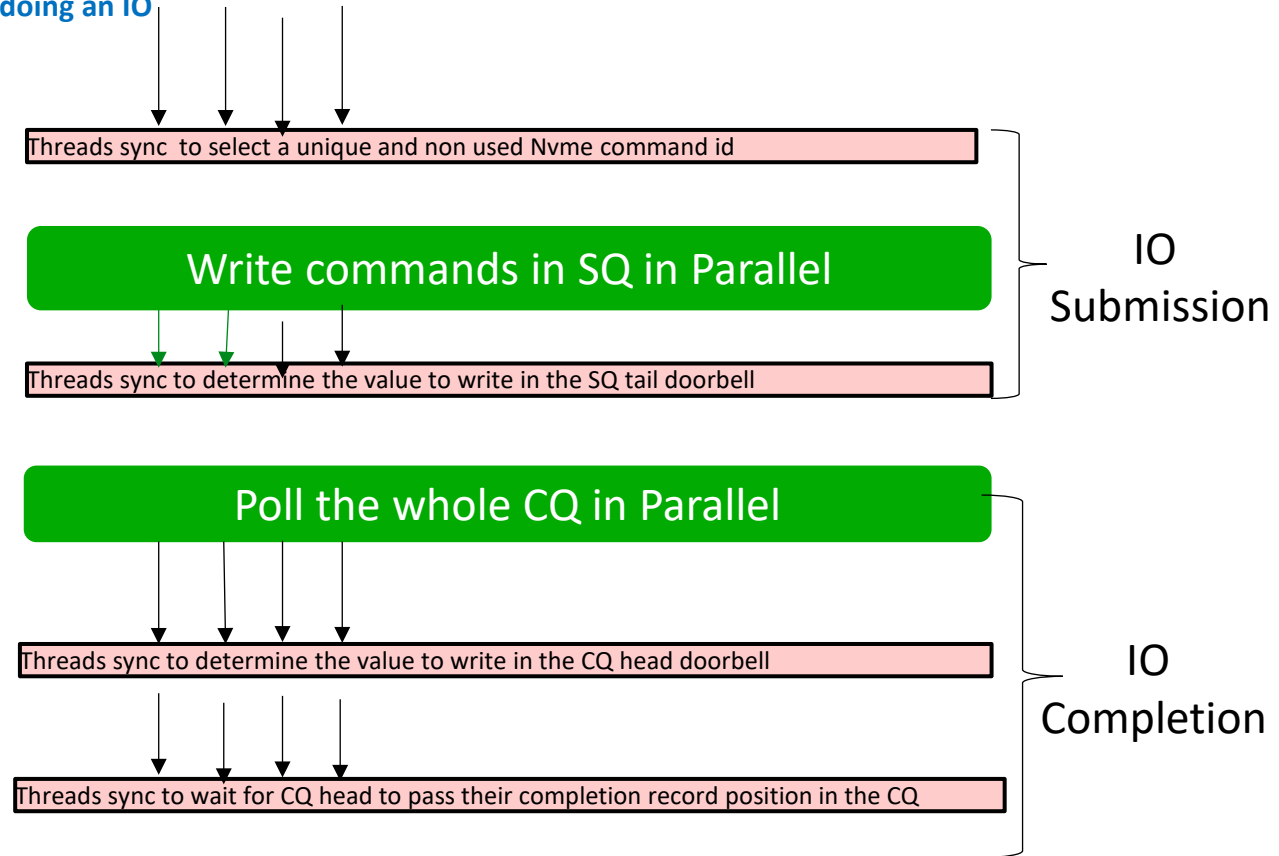 doing an IO
Threads sync  to select a unique and non used Nvme command id
Write commands in SQ in Parallel
IO
Submission
Threads sync to determine the value to write in the SQ tail doorbell
Poll the whole CQ in Parallel
Threads sync to determine the value to write in the CQ head doorbell
IO
Completion
Threads sync to wait for CQ head to pass their completion record position in the CQ